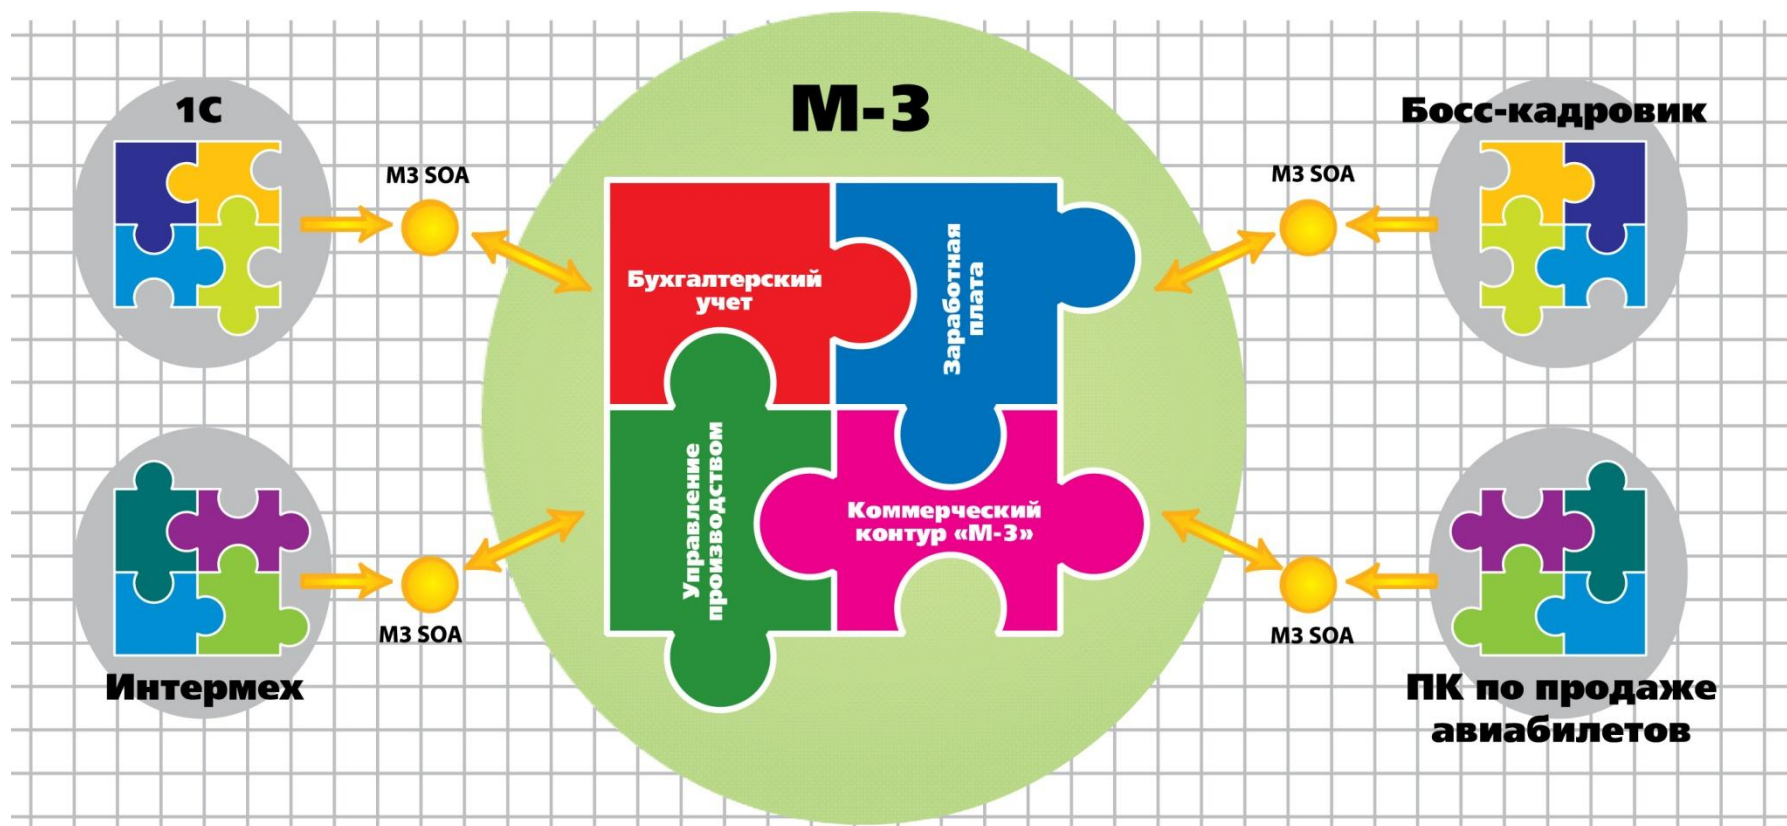 М-3
1С
Босс-кадровик
M3 SOA
M3 SOA
Бухгалтерский
учет
Заработная
плата
Управление
производством
Коммерческий
контур «М-3»
M3 SOA
M3 SOA
Интермех
ПК по продаже
авиабилетов